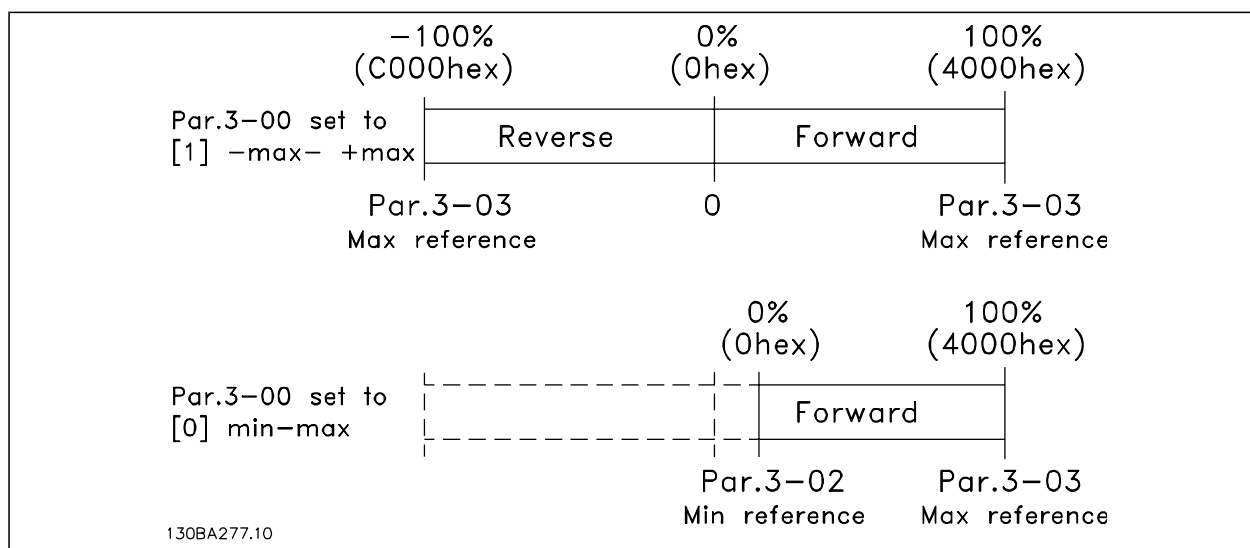 -100% 0% 100%
(C000hex) (0hex) (4000hex)
Par.3-00 set to
[1] -max- +max
Reverse Forward
Par.3-03 0 Par.3-03
Max reference Max reference
0% 100%
(0hex) (4000hex)
Par.3-00 set to
[0] min-max
Forward
Par.3-02 Par.3-03
Min reference Max reference
130BA277.10